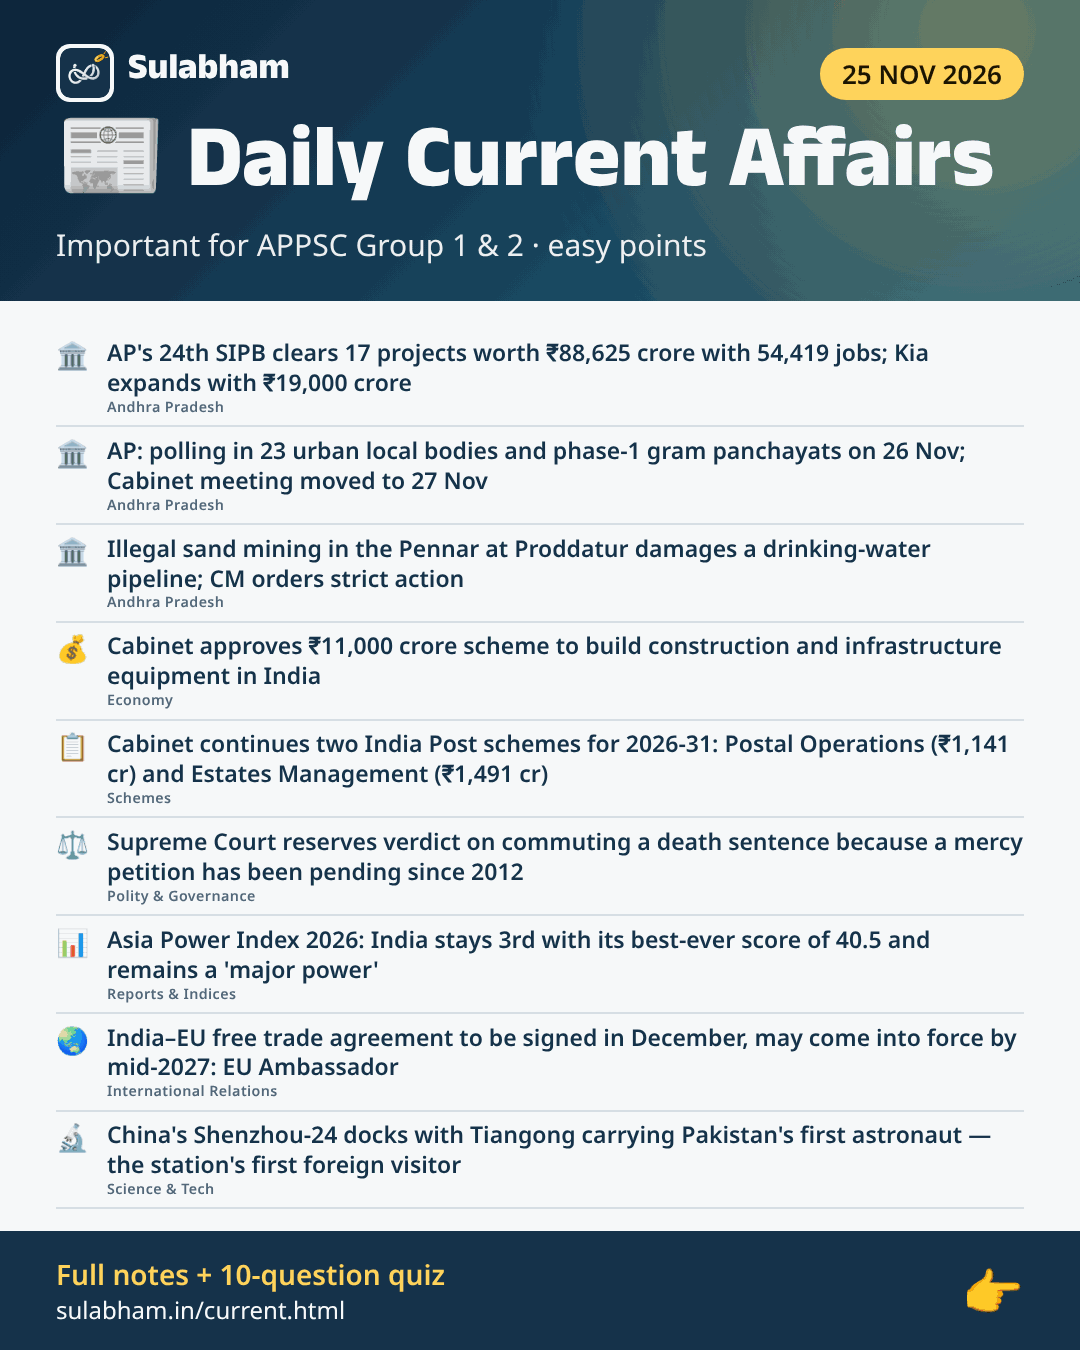 Sulabham
25 NOV 2026
Daily Current Affairs
Important for APPSC Group 1 & 2 · easy points
AP's 24th SIPB clears 17 projects worth ₹88,625 crore with 54,419 jobs; Kia
expands with ₹19,000 crore
Andhra Pradesh
AP: polling in 23 urban local bodies and phase-1 gram panchayats on 26 Nov;
Cabinet meeting moved to 27 Nov
Andhra Pradesh
Illegal sand mining in the Pennar at Proddatur damages a drinking-water
pipeline; CM orders strict action
Andhra Pradesh
Cabinet approves ₹11,000 crore scheme to build construction and infrastructure
equipment in India
Economy
Cabinet continues two India Post schemes for 2026-31: Postal Operations (₹1,141
cr) and Estates Management (₹1,491 cr)
Schemes
Supreme Court reserves verdict on commuting a death sentence because a mercy
petition has been pending since 2012
Polity & Governance
Asia Power Index 2026: India stays 3rd with its best-ever score of 40.5 and
remains a 'major power'
Reports & Indices
India–EU free trade agreement to be signed in December, may come into force by
mid-2027: EU Ambassador
International Relations
China's Shenzhou-24 docks with Tiangong carrying Pakistan's first astronaut —
the station's first foreign visitor
Science & Tech
Full notes + 10-question quiz
sulabham.in/current.html